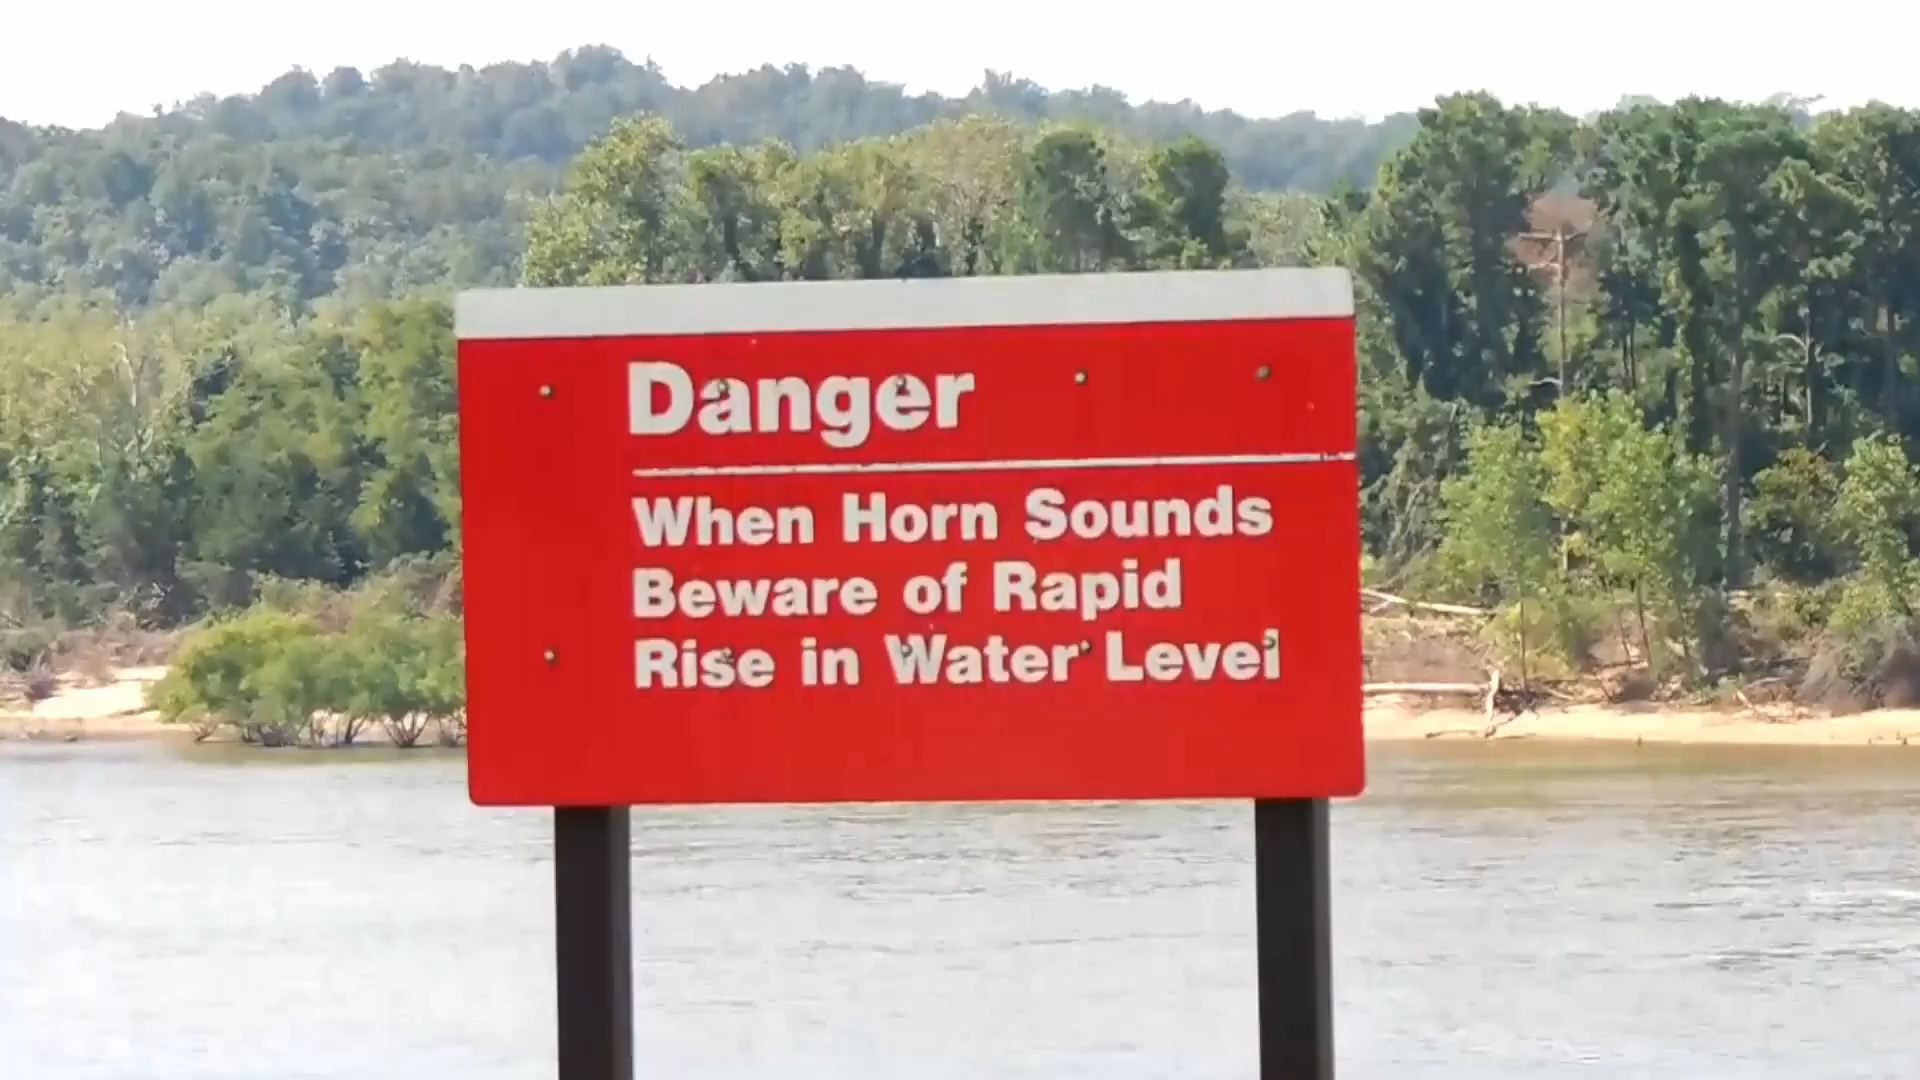 Danger
When Horn Sounds
Beware of Rapid
Rise in Water Level